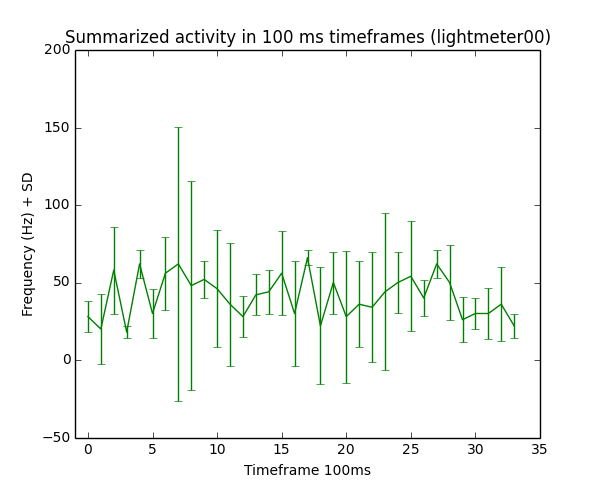 Summarized activity in 100 ms timeframes (lightmeter00)
200
150
100
50
0
−50
Frequency (Hz) + SD
0 5 10 15 20 25 30 35
Timeframe 100ms